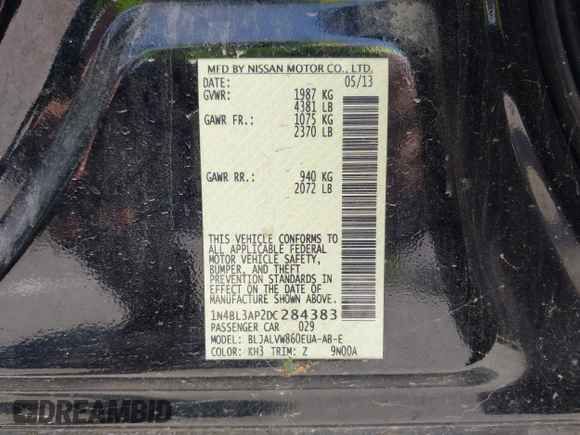 MFD BY NISSAN MOTOR CO., LTD.
DATE: 05/13
GVWR: 1987 KG
4381 LB
GAWR FR.: 1075 KG
2370 LB
GAWR RR.: 940 KG
2072 LB
THIS VEHICLE CONFORMS TO
ALL APPLICABLE FEDERAL
MOTOR VEHICLE SAFETY,
BUMPER, AND THEFT
PREVENTION STANDARDS IN
EFFECT ON THE DATE OF
MANUFACTURE SHOWN ABOVE.
1N4BL3AP2DC284383
PASSENGER CAR 029
MODEL: BLJALVW860EUA-AB-E
COLOR: KH3 TRIM: Z 9N00A
DREAMBID